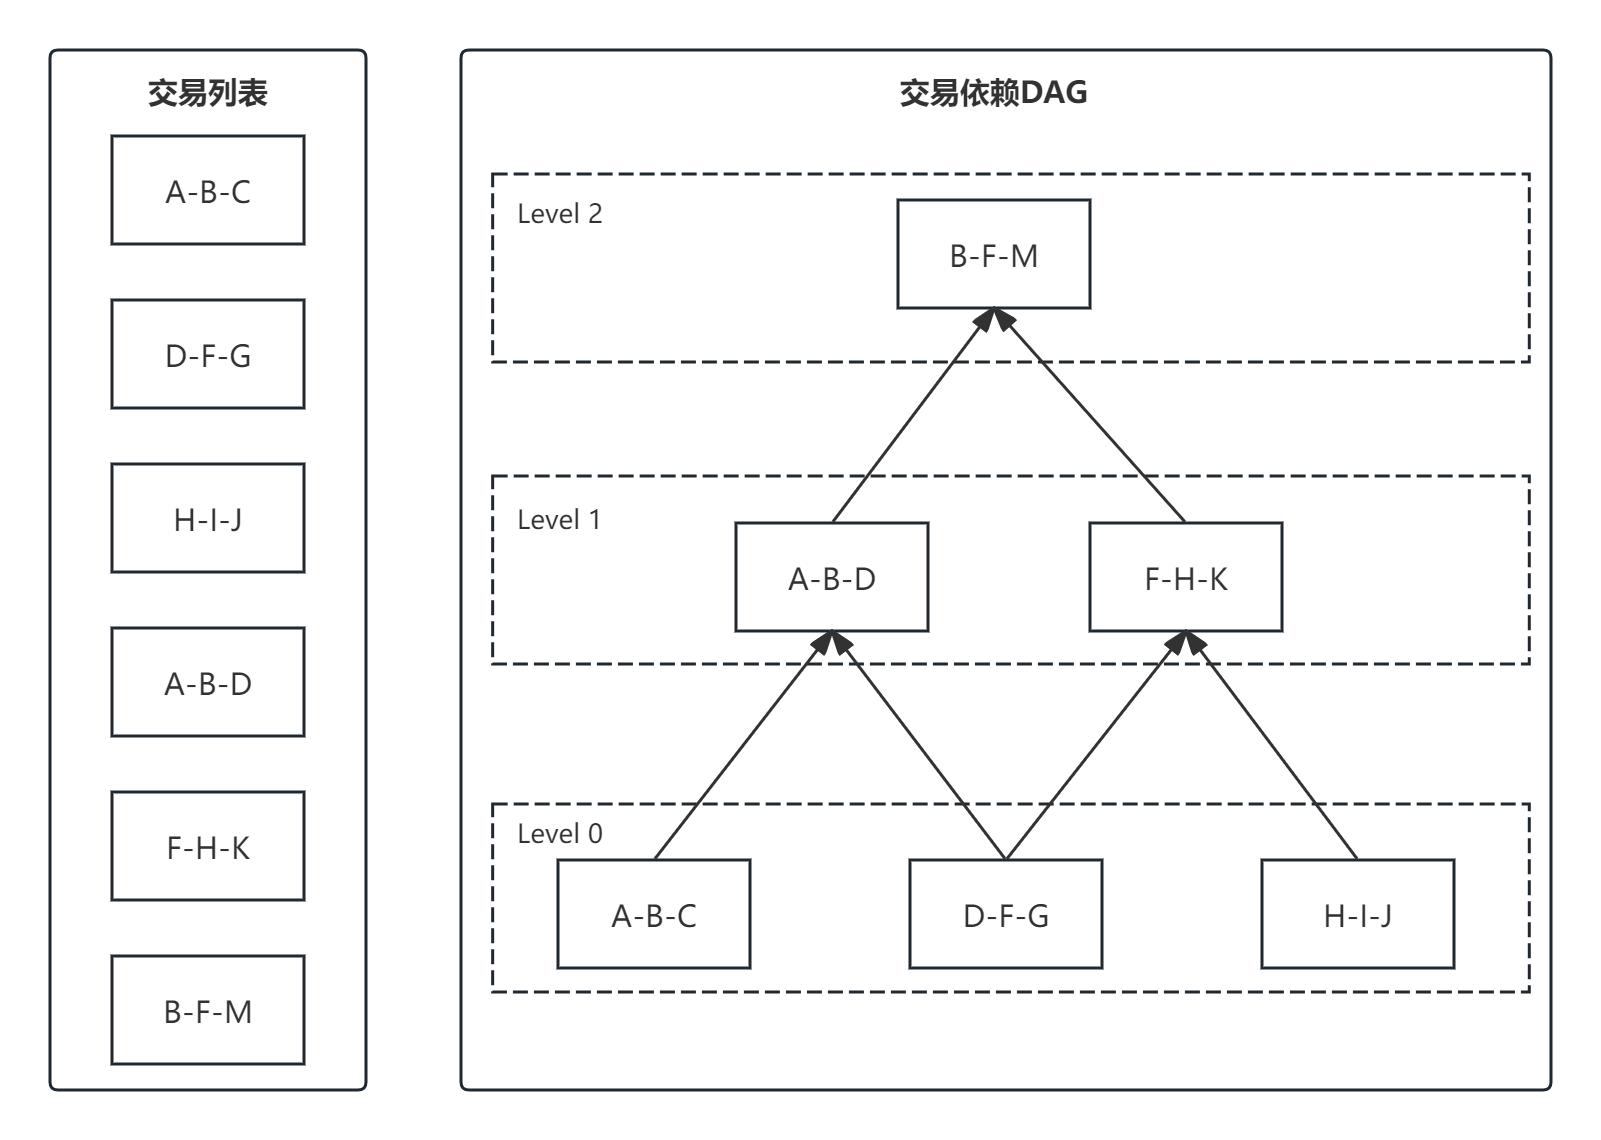 交易列表
A-B-C
D-F-G
H-I-J
A-B-D
F-H-K
B-F-M
交易依赖DAG
Level 2
B-F-M
Level 1
A-B-D
F-H-K
Level 0
A-B-C
D-F-G
H-I-J